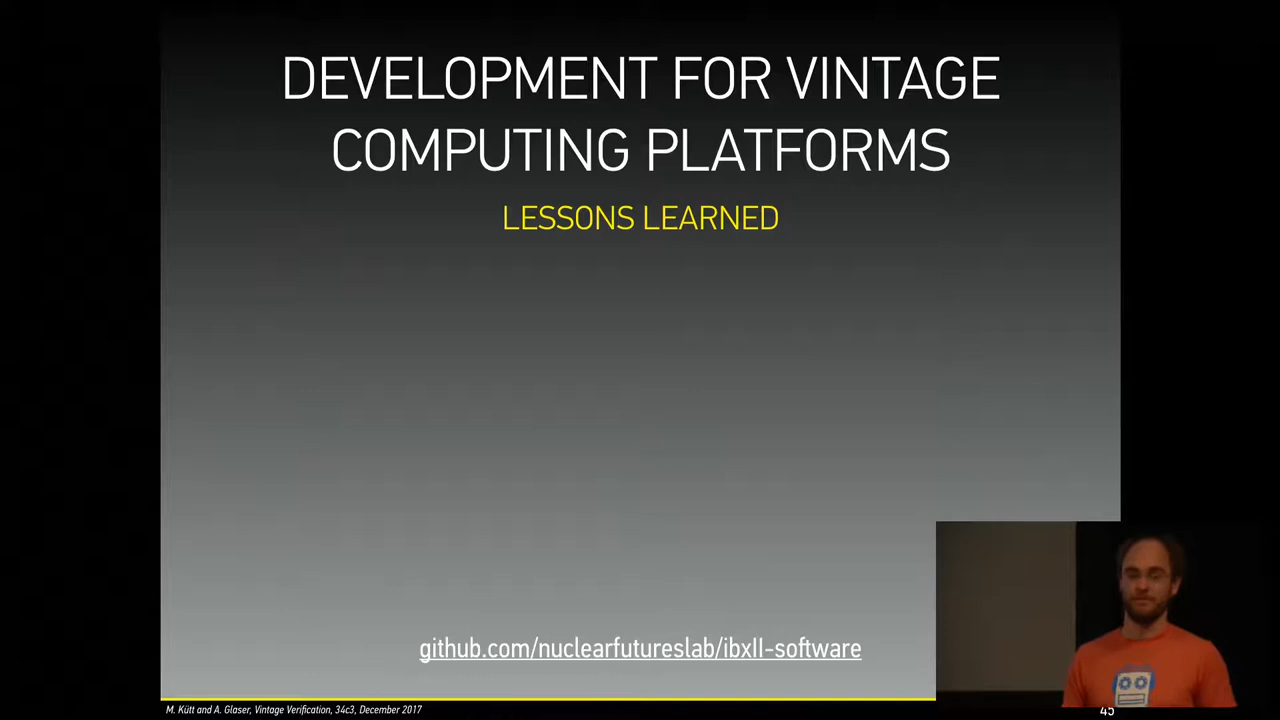 DEVELOPMENT FOR VINTAGE
COMPUTING PLATFORMS
LESSONS LEARNED
github.com/nuclearfutureslab/ibxII-software
M. Kütt and A. Glaser, Vintage Verification, 34c3, December 2017
45